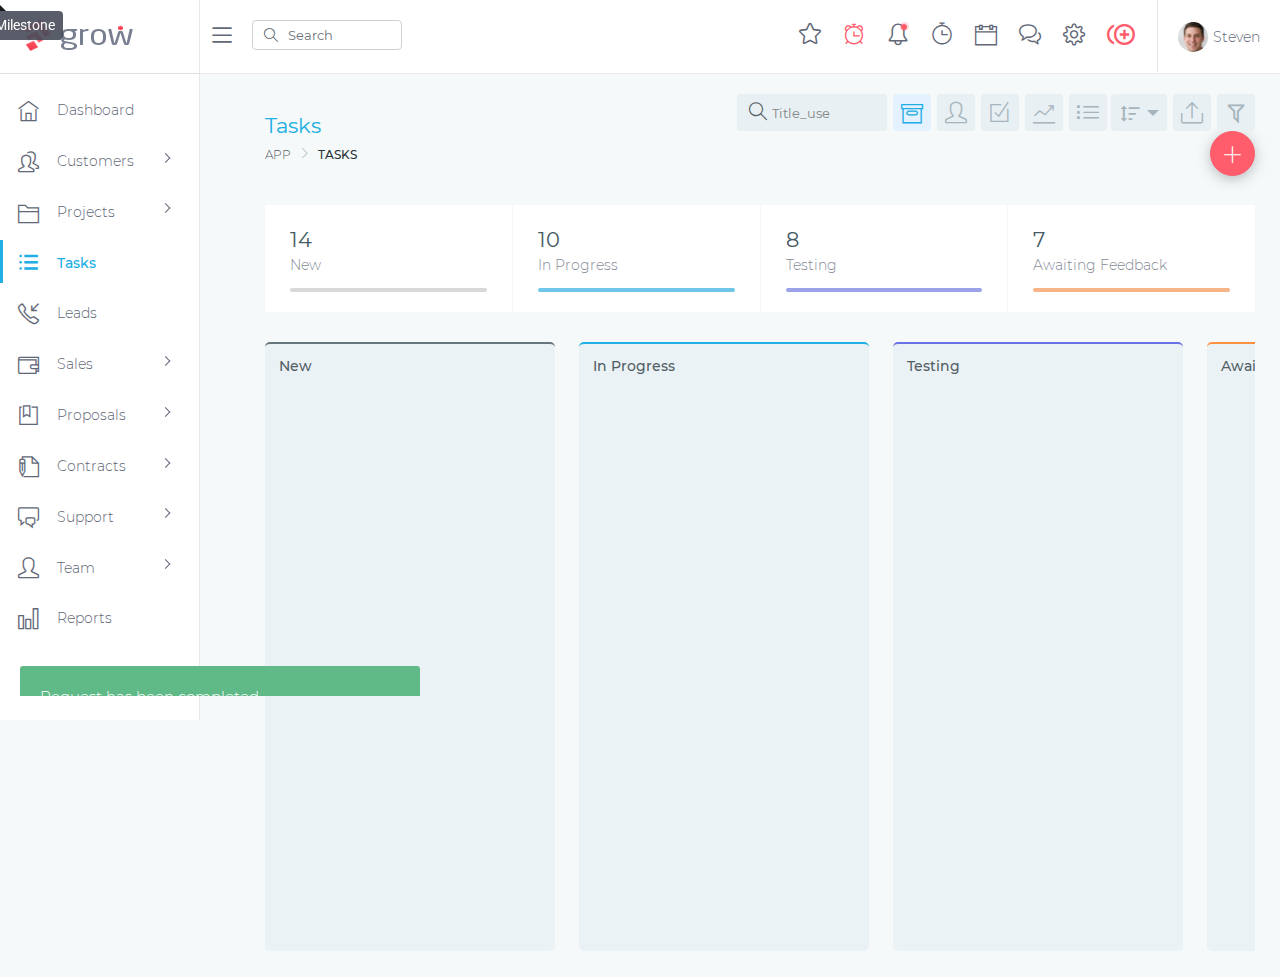 Milestone
grow
Search
Steven
Dashboard
Customers
Projects
Tasks
Leads
Sales
Proposals
Contracts
Support
Team
Reports
Tasks
APP > TASKS
Title_use
14
New
10
In Progress
8
Testing
7
Awaiting Feedback
New
In Progress
Testing
Awai
Request has been completed